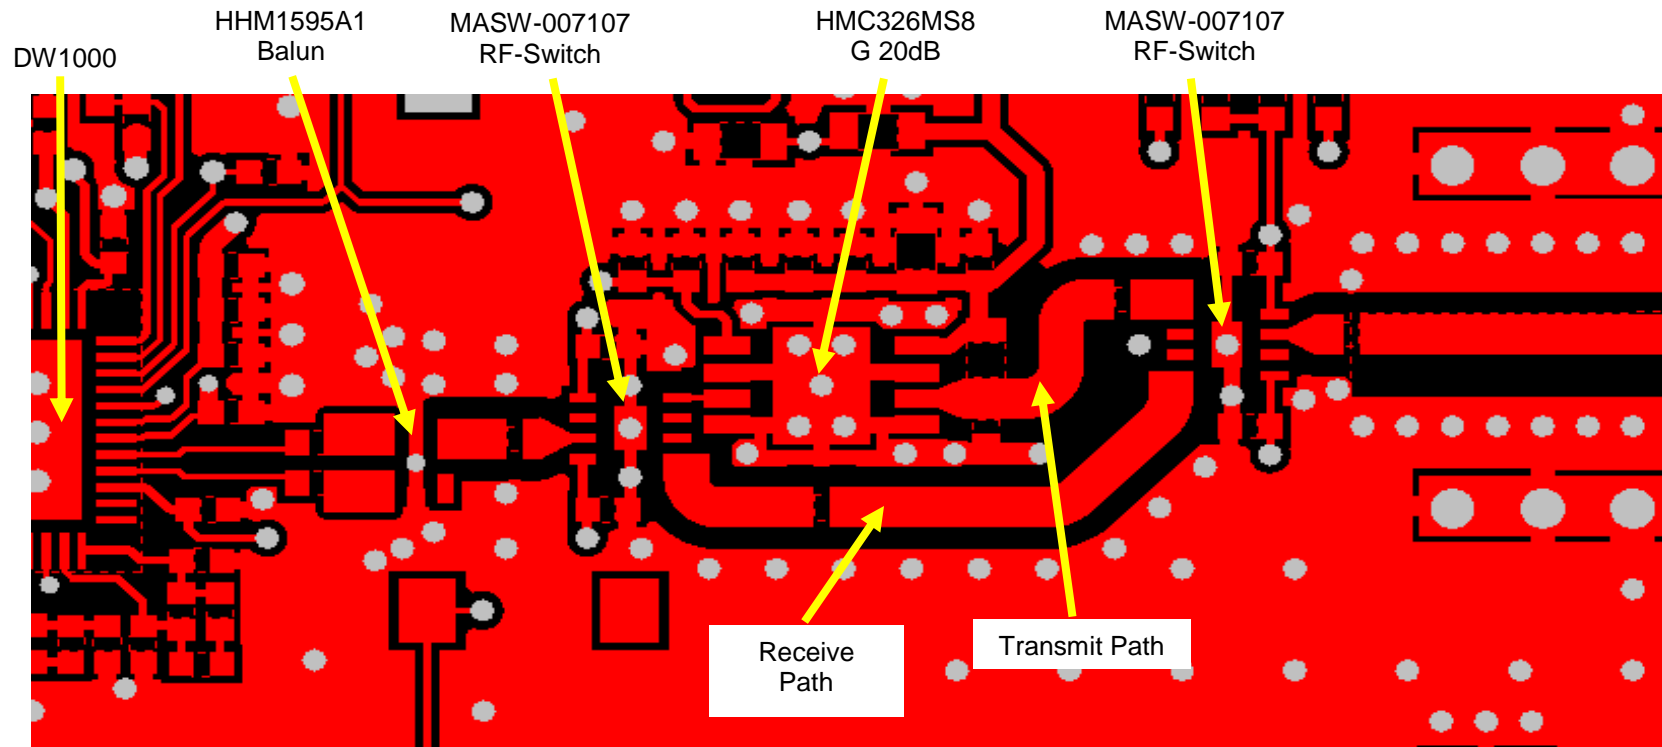 DW1000
HHM1595A1
Balun
MASW-007107
RF-Switch
HMC326MS8
G 20dB
MASW-007107
RF-Switch
Receive
Path
Transmit Path